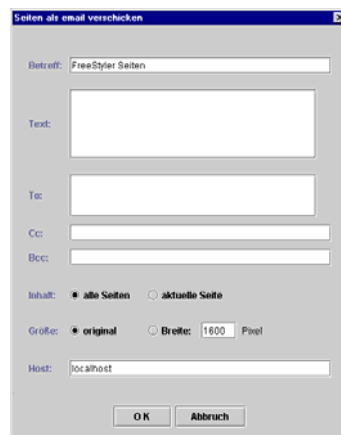 Seiten als email verschicken
Betreff: FreeStyler Seiten
Text:
To:
Cc:
Bcc:
Inhalt: alle Seiten aktuelle Seite
Größe: original Breite: 1600 Pixel
Host: localhost
OK Abbruch